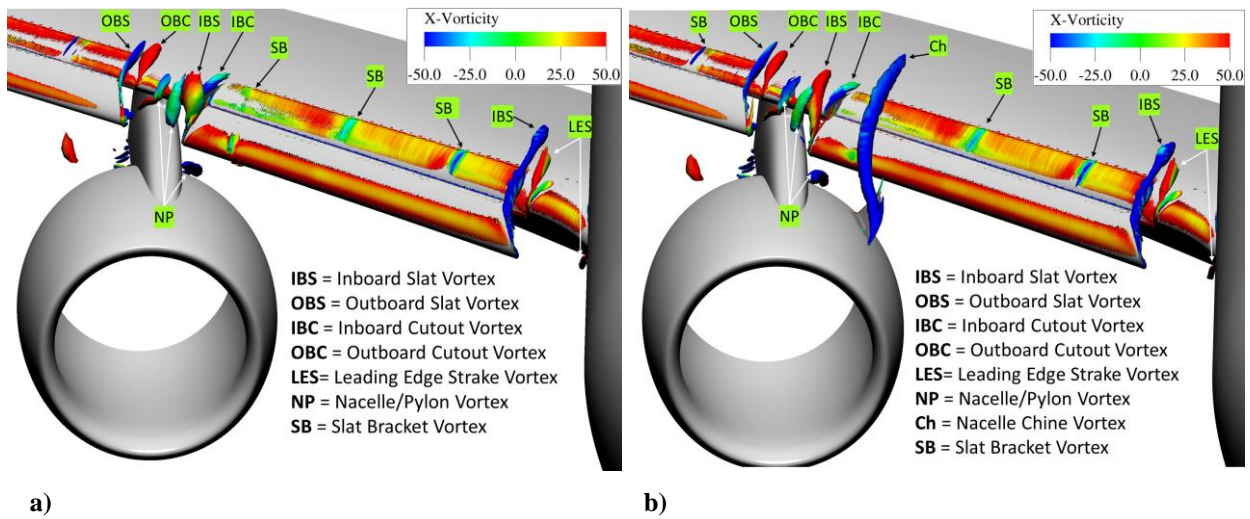 OBS OBC IBS IBC
X-Vorticity
-50.0 -25.0 0.0 25.0 50.0
SB
SB
SB
IBS
LES
NP
IBS = Inboard Slat Vortex
OBS = Outboard Slat Vortex
IBC = Inboard Cutout Vortex
OBC = Outboard Cutout Vortex
LES= Leading Edge Strake Vortex
NP = Nacelle/Pylon Vortex
SB = Slat Bracket Vortex
a)
SB OBS OBC IBS IBC
X-Vorticity
-50.0 -25.0 0.0 25.0 50.0
Ch
SB
SB
IBS
LES
NP
IBS = Inboard Slat Vortex
OBS = Outboard Slat Vortex
IBC = Inboard Cutout Vortex
OBC = Outboard Cutout Vortex
LES= Leading Edge Strake Vortex
NP = Nacelle/Pylon Vortex
Ch = Nacelle Chine Vortex
SB = Slat Bracket Vortex
b)